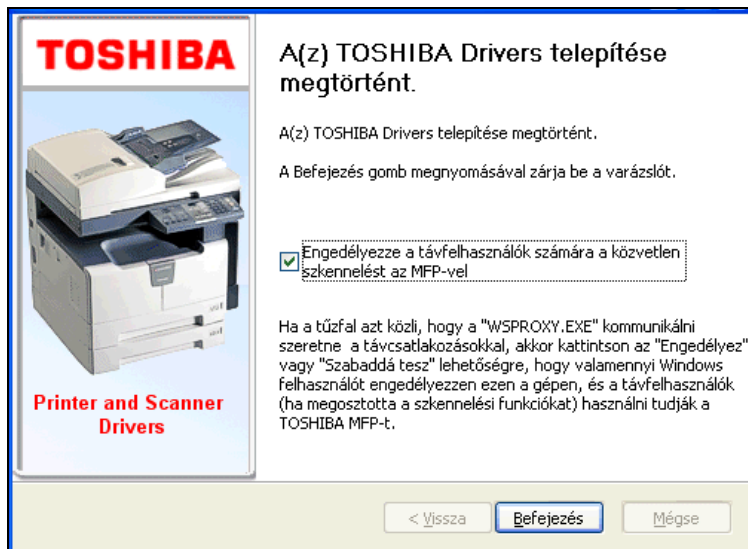 TOSHIBA
Printer and Scanner
Drivers
A(z) TOSHIBA Drivers telepítése
megtörtént.
A(z) TOSHIBA Drivers telepítése megtörtént.
A Befejezés gomb megnyomásával zárja be a varázslót.
Engedélyezze a távfelhasználók számára a közvetlen
szkennelést az MFP-vel
Ha a tűzfal azt közli, hogy a "WSPROXY.EXE" kommunikálni
szeretne a távcsatlakozásokkal, akkor kattintson az "Engedélyez"
vagy "Szabaddá tesz" lehetőségre, hogy valamennyi Windows
felhasználót engedélyezzen ezen a gépen, és a távfelhasználók
(ha megosztotta a szkennelési funkciókat) használni tudják a
TOSHIBA MFP-t.
< Vissza
Befejezés
Mégse